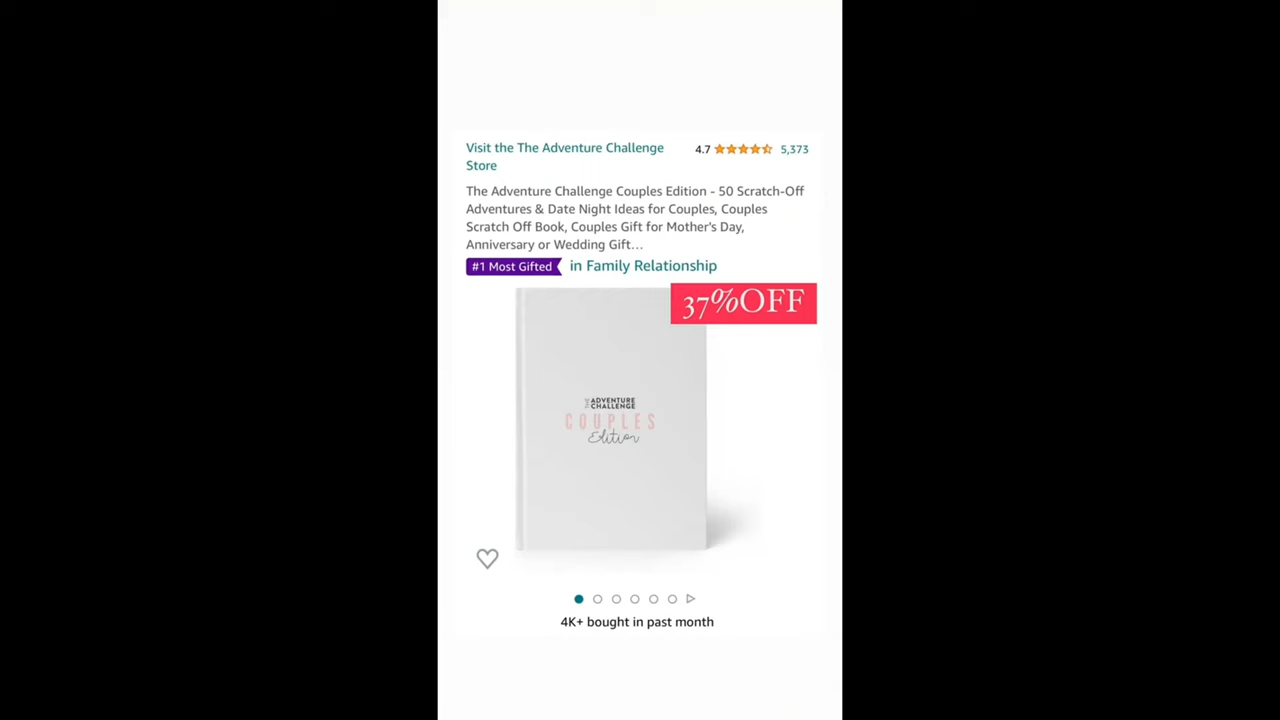 Visit the The Adventure Challenge
Store
4.7 5,373
The Adventure Challenge Couples Edition - 50 Scratch-Off
Adventures & Date Night Ideas for Couples, Couples
Scratch Off Book, Couples Gift for Mother's Day,
Anniversary or Wedding Gift…
#1 Most Gifted in Family Relationship
37%OFF
THE ADVENTURE
CHALLENGE
COUPLES
Edition
4K+ bought in past month